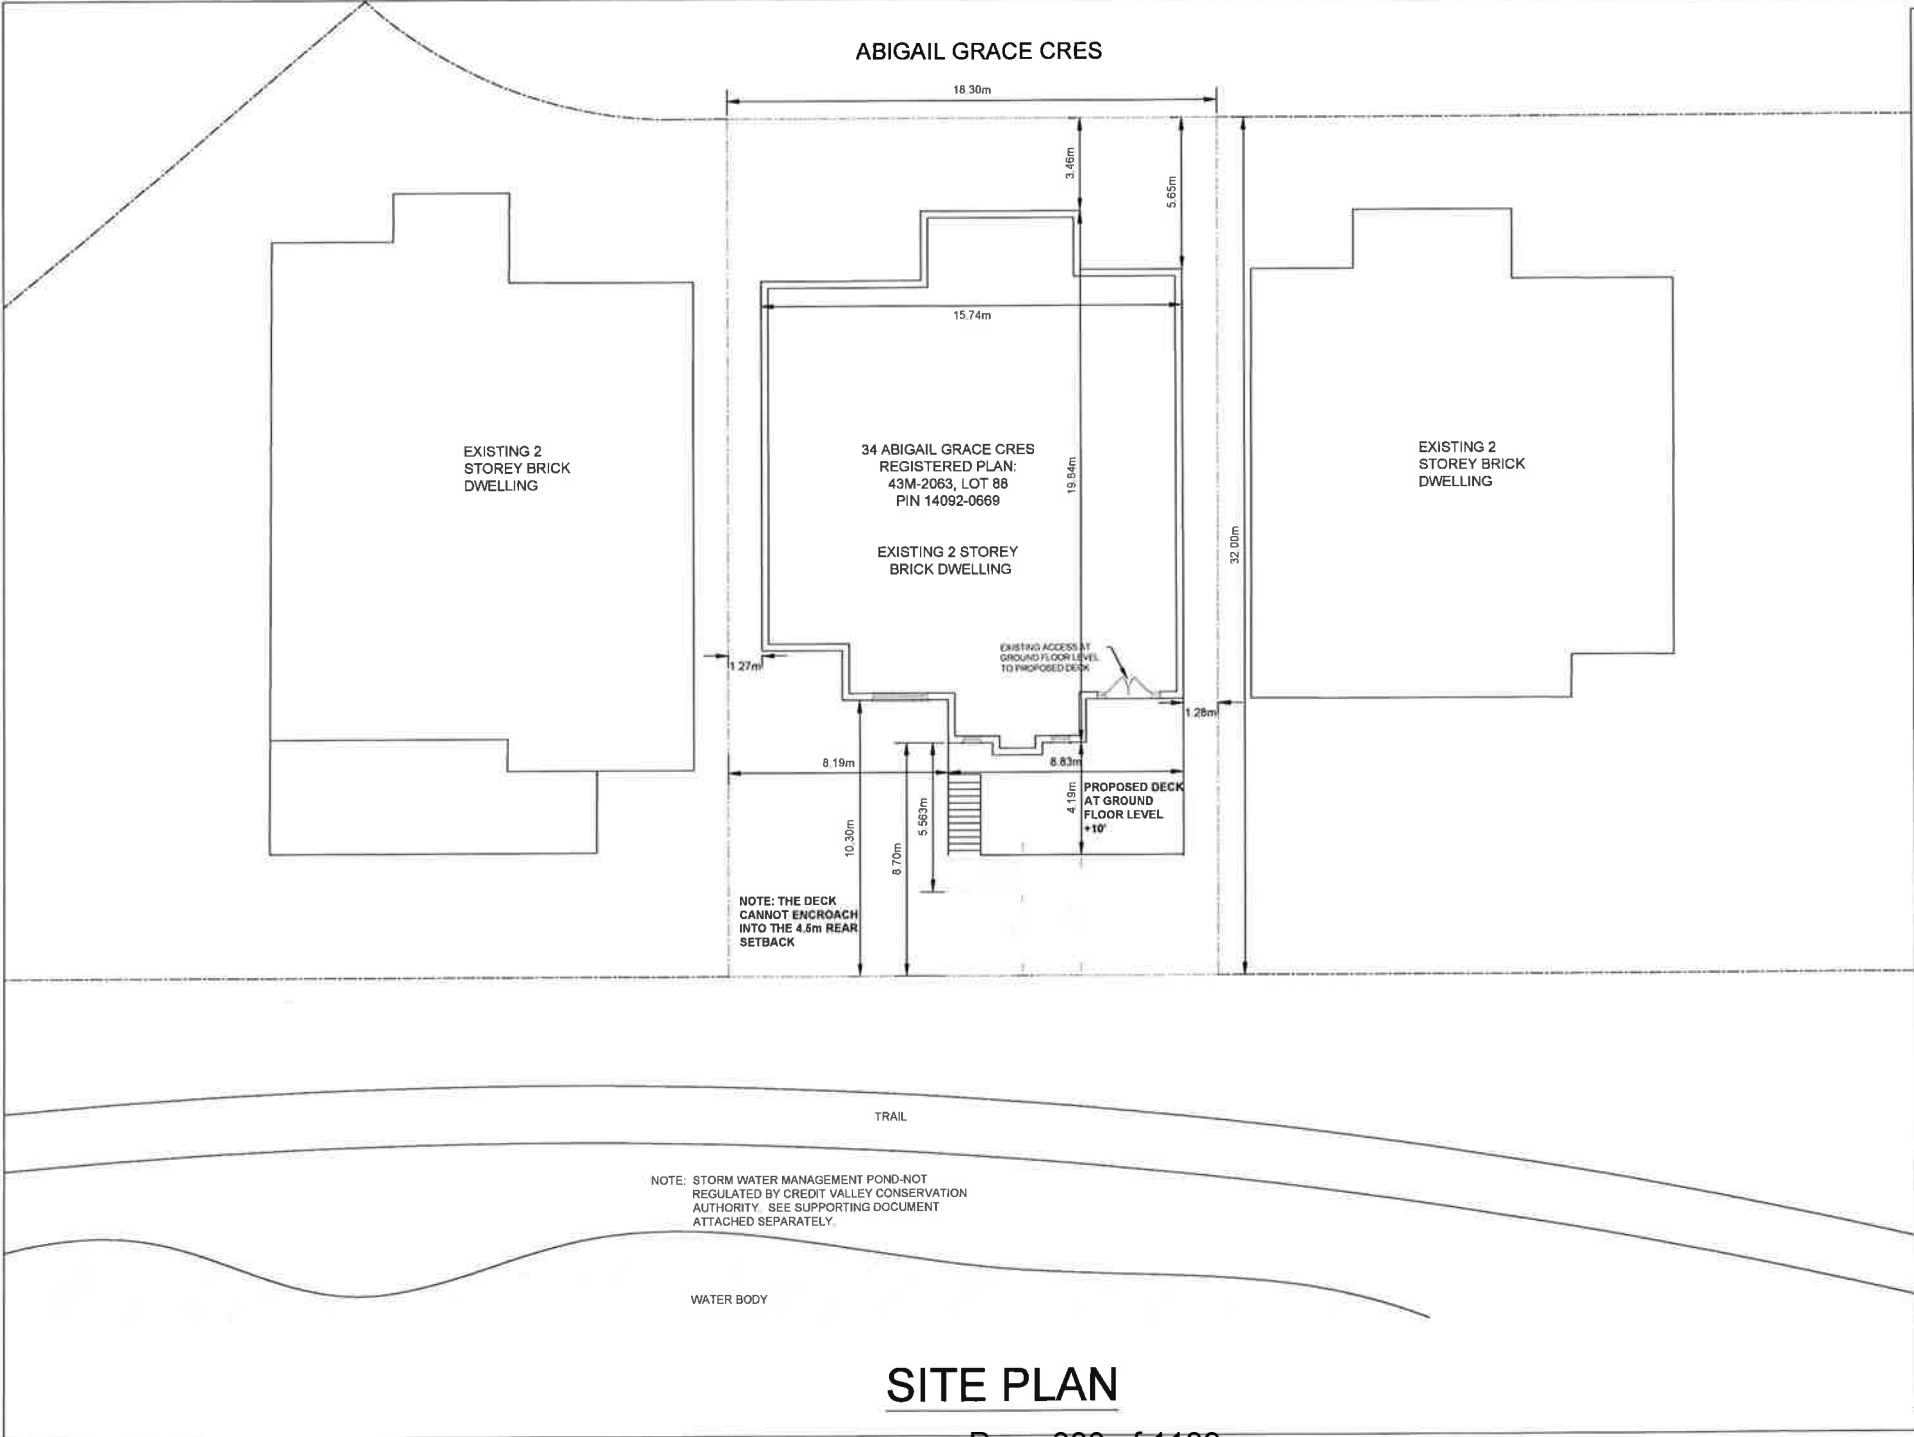 ABIGAIL GRACE CRES
18.30m
3.46m
5.65m
15.74m
EXISTING 2
STOREY BRICK
DWELLING
34 ABIGAIL GRACE CRES
REGISTERED PLAN:
43M-2063, LOT 88
PIN 14092-0669
EXISTING 2 STOREY
BRICK DWELLING
19.84m
EXISTING 2
STOREY BRICK
DWELLING
32.00m
EXISTING ACCESS AT
GROUND FLOOR LEVEL
TO PROPOSED DECK
1.27m
1.28m
8.19m
8.83m
4.19m
PROPOSED DECK
AT GROUND
FLOOR LEVEL
+10'
5.563m
10.30m
8.70m
NOTE: THE DECK
CANNOT ENCROACH
INTO THE 4.5m REAR
SETBACK
TRAIL
NOTE: STORM WATER MANAGEMENT POND-NOT
REGULATED BY CREDIT VALLEY CONSERVATION
AUTHORITY. SEE SUPPORTING DOCUMENT
ATTACHED SEPARATELY.
WATER BODY
SITE PLAN